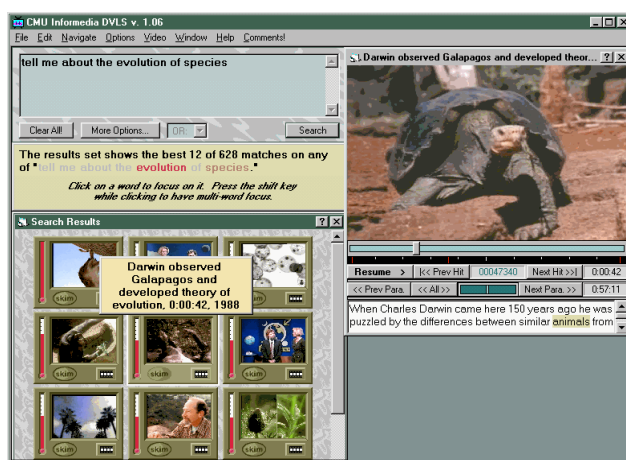 CMU Informedia DVLS v. 1.06
File Edit Navigate Options Video Window Help Comments!
tell me about the evolution of species
Clear All! More Options... OR: Search
The results set shows the best 12 of 628 matches on any
of "tell me about the evolution of species."
Click on a word to focus on it. Press the shift key
while clicking to have multi-word focus.
Search Results
Darwin observed
Galapagos and
developed theory of
evolution, 0:00:42, 1988
skim
skim
skim
skim
skim
skim
skim
skim
Darwin observed Galapagos and developed theor...
Resume > |<< Prev Hit 00047340 Next Hit >>| 0:00:42
<< Prev Para. << All >> Next Para. >> 0:57:11
When Charles Darwin came here 150 years ago he was
puzzled by the differences between similar animals from